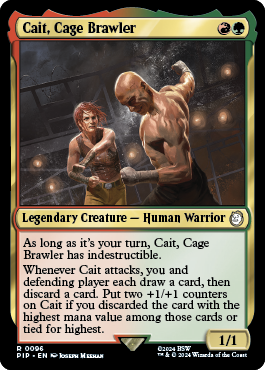 Cait, Cage Brawler
Legendary Creature — Human Warrior
As long as it's your turn, Cait, Cage
Brawler has indestructible.
Whenever Cait attacks, you and
defending player each draw a card, then
discard a card. Put two +1/+1 counters
on Cait if you discarded the card with the
highest mana value among those cards or
tied for highest.
1/1
R 0096
PIP • EN Joseph Meehan
©2024 BSW
™ & © 2024 Wizards of the Coast